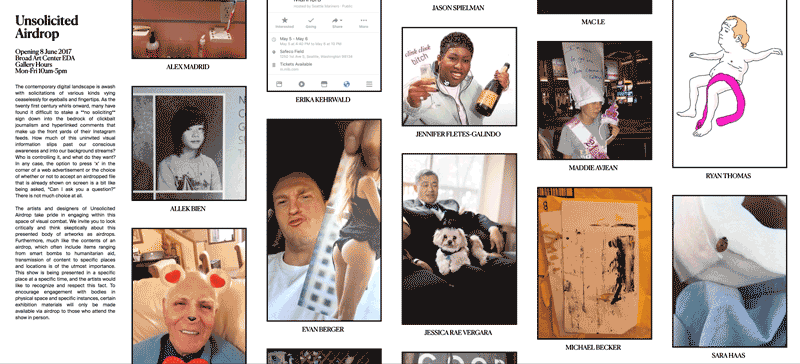 Unsolicited
Airdrop
Opening 8 June 2017
Broad Art Center EDA
Gallery Hours
Mon-Fri 10am-5pm
The contemporary digital landscape is awash
with solicitations of various kinds vying
ceaselessly for eyeballs and fingertips. As the
twenty first century whirls onward, many have
found it difficult to stake a "no soliciting"
sign down into the bedrock of clickbait
journalism and hyperlinked comments that
make up the front yards of their Instagram
feeds. How much of this uninvited visual
information slips past our conscious
awareness and into our background streams?
Who is controlling it, and what do they want?
In any case, the option to press 'x' in the
corner of a web advertisement or the choice
of whether or not to accept an airdropped file
that is already shown on screen is a bit like
being asked, "Can I ask you a question?"
There is not much choice at all.
The artists and designers of Unsolicited
Airdrop take pride in engaging within this
space of visual combat. We invite you to look
critically and think skeptically about this
presented body of artworks as airdrops.
Furthermore, much like the contents of an
airdrop, which often include items ranging
from smart bombs to humanitarian aid,
transmission of content to specific places
and locations is of the utmost importance.
This show is being presented in a specific
place at a specific time, and the artists would
like to recognize and respect this fact. To
encourage engagement with bodies in
physical space and specific instances, certain
exhibition materials will only be made
available via airdrop to those who attend the
show in person.
ALEX MADRID
ALLEK BIEN
Interested
Going
Share
More
May 5 – May 8
Safeco Field
Tickets Available
ERIKA KEHRWALD
EVAN BERGER
JASON SPIELMAN
clink clink
bitch
JENNIFER FLETES-GALINDO
JESSICA RAE VERGARA
MAC LE
MADDIE AVJEAN
MICHAEL BECKER
RYAN THOMAS
SARA HAAS